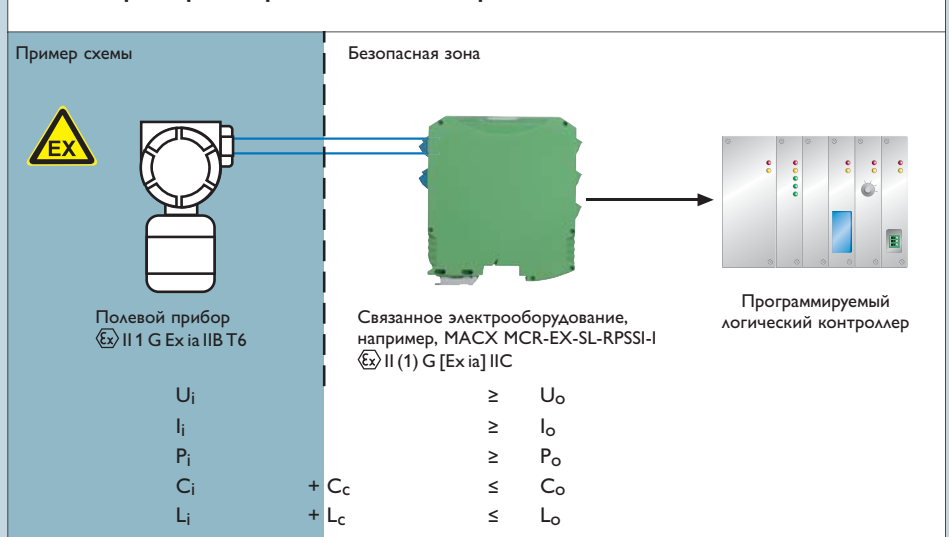 Пример схемы
Безопасная зона
EX
Полевой прибор
Ex II 1 G Ex ia IIB T6
Связанное электрооборудование,
например, MACX MCR-EX-SL-RPSSI-I
Ex II (1) G [Ex ia] IIC
Программируемый
логический контроллер
Ui ≥ Uo
Ii ≥ Io
Pi ≥ Po
Ci + Cc ≤ Co
Li + Lc ≤ Lo